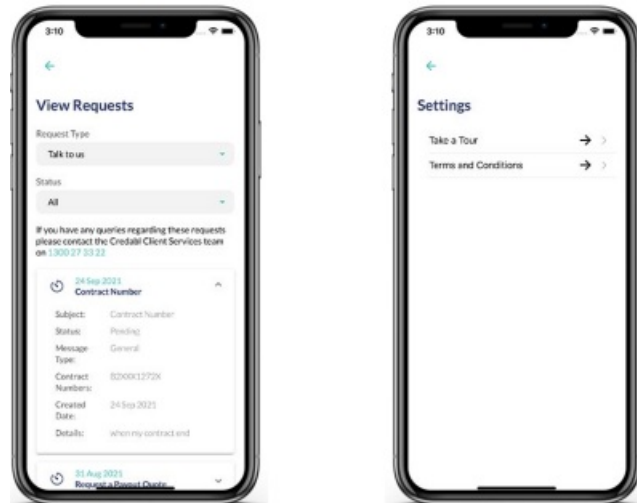 3:10
View Requests
Request Type
Talk to us
Status
All
If you have any queries regarding these requests
please contact the Credabl Client Services team
on 1300 27 33 22
24 Sep 2021
Contract Number
Subject: Contract Number
Status: Pending
Message Type: General
Contract Numbers:
Created Date: 24 Sep 2021
Details: when my contract end
31 Aug 2021
Request a Payout Quote
3:10
Settings
Take a Tour
Terms and Conditions